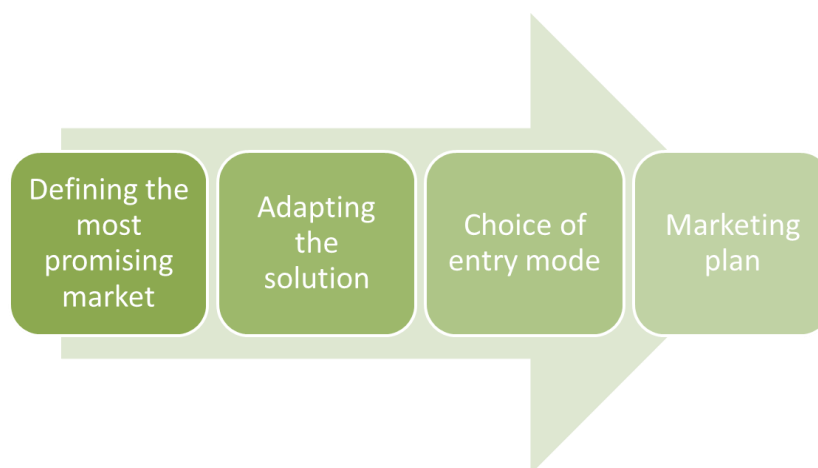 Defining the
most
promising
market
Adapting
the
solution
Choice of
entry mode
Marketing
plan